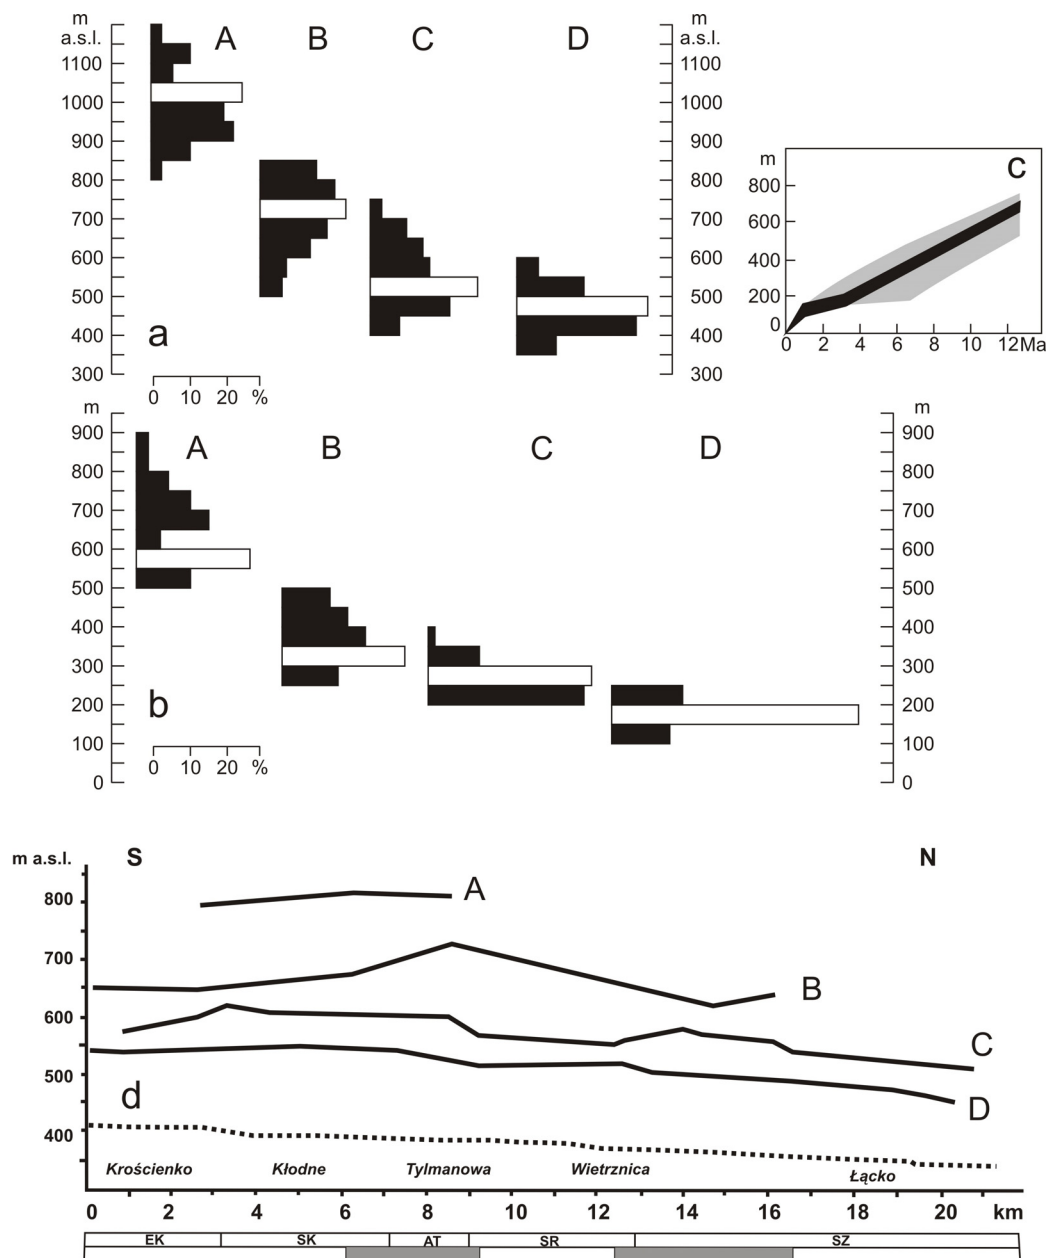 m a.s.l. A B C D m a.s.l.
1100 1100
1000 1000
900 900
800 800
700 700
600 600
500 500
400 400
300 300
a
0 10 20 %
m C
800
600
400
200
0
0 2 4 6 8 10 12 Ma
m A B C D m
900 900
800 800
700 700
600 600
500 500
400 400
300 300
200 200
100 100
0 0
b
0 10 20 %
m a.s.l. S N
800 A
700
B
600
C
500
d D
400
Krościenko Kłodne Tylmanowa Wietrznica Łącko
0 2 4 6 8 10 12 14 16 18 20 km
EK SK AT SR SZ